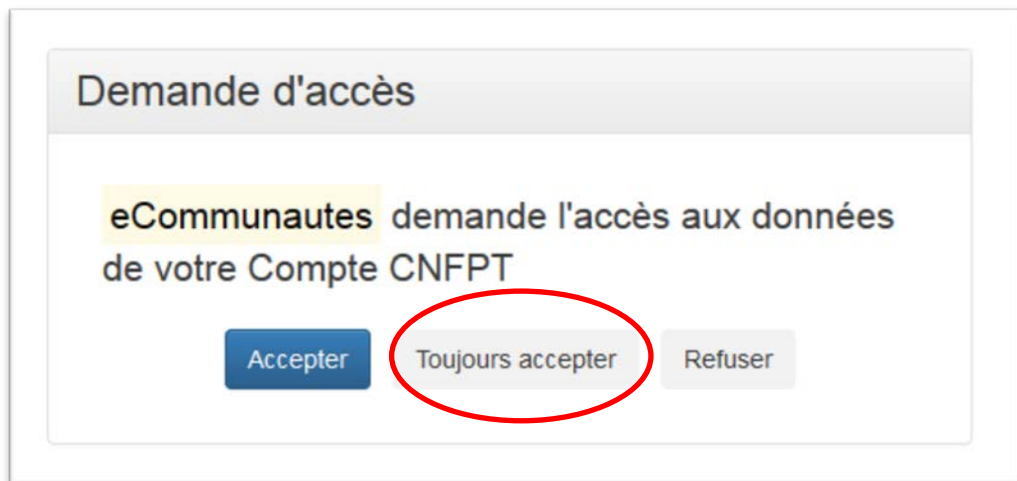 Demande d'accès
eCommunautes demande l'accès aux données
de votre Compte CNFPT
Accepter Toujours accepter Refuser